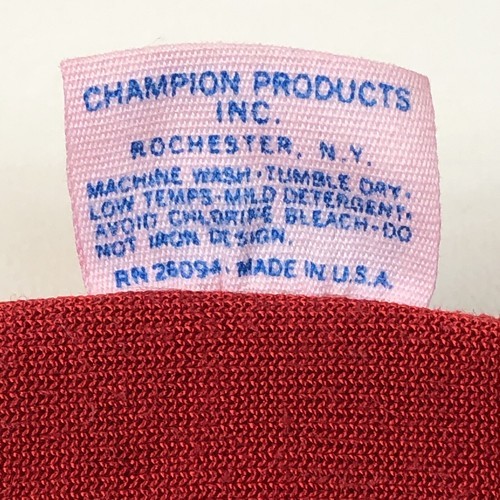 CHAMPION PRODUCTS
INC.
ROCHESTER, N.Y.
MACHINE WASH·TUMBLE DRY·
LOW TEMPS·MILD DETERGENT.
AVOID CHLORINE BLEACH-DO
NOT IRON DESIGN.
RN 26094. MADE IN U.S.A.